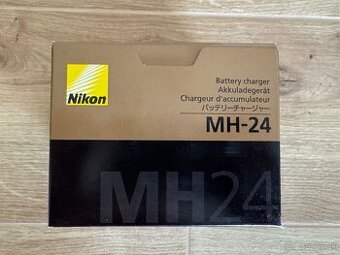 Nikon
Battery charger
Akkuladegerät
Chargeur d'accumulateur
バッテリーチャージャー
MH-24
MH24